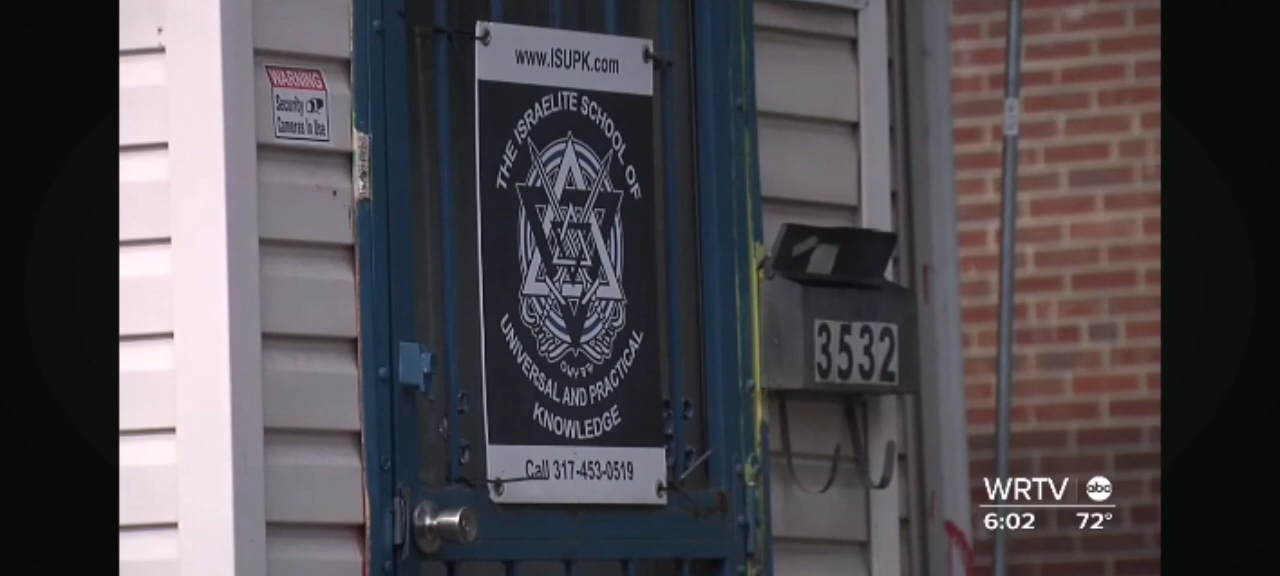 WARNING
Security
Cameras In Use
www.ISUPK.com
THE ISRAELITE SCHOOL OF
UNIVERSAL AND PRACTICAL
KNOWLEDGE
Call 317-453-0519
3532
WRTV abc
6:02 72°